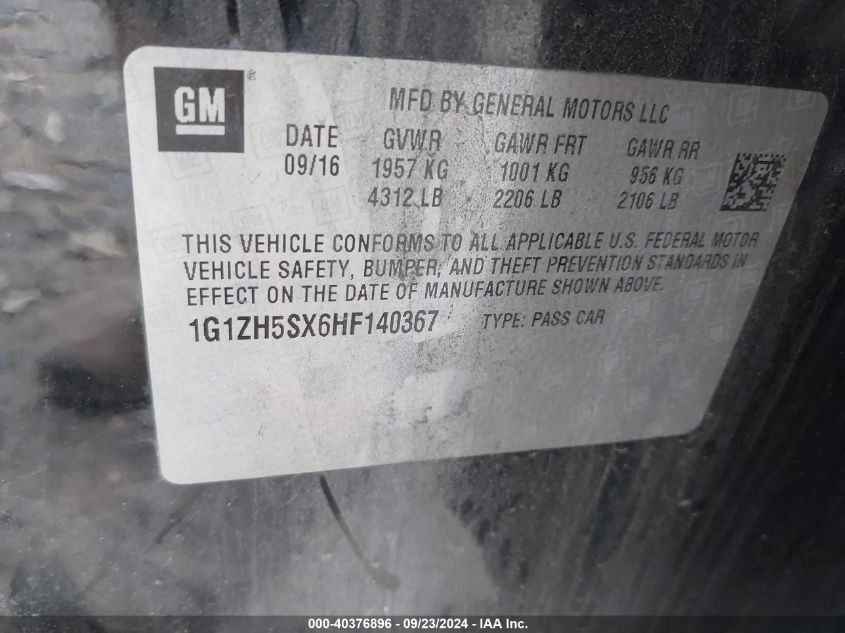 GM ®
MFD BY GENERAL MOTORS LLC
DATE GVWR GAWR FRT GAWR RR
09/16 1957 KG 1001 KG 956 KG
4312 LB 2206 LB 2106 LB
THIS VEHICLE CONFORMS TO ALL APPLICABLE U.S. FEDERAL MOTOR
VEHICLE SAFETY, BUMPER, AND THEFT PREVENTION STANDARDS IN
EFFECT ON THE DATE OF MANUFACTURE SHOWN ABOVE.
1G1ZH5SX6HF140367 TYPE: PASS CAR
000-40376896 - 09/23/2024 - IAA Inc.